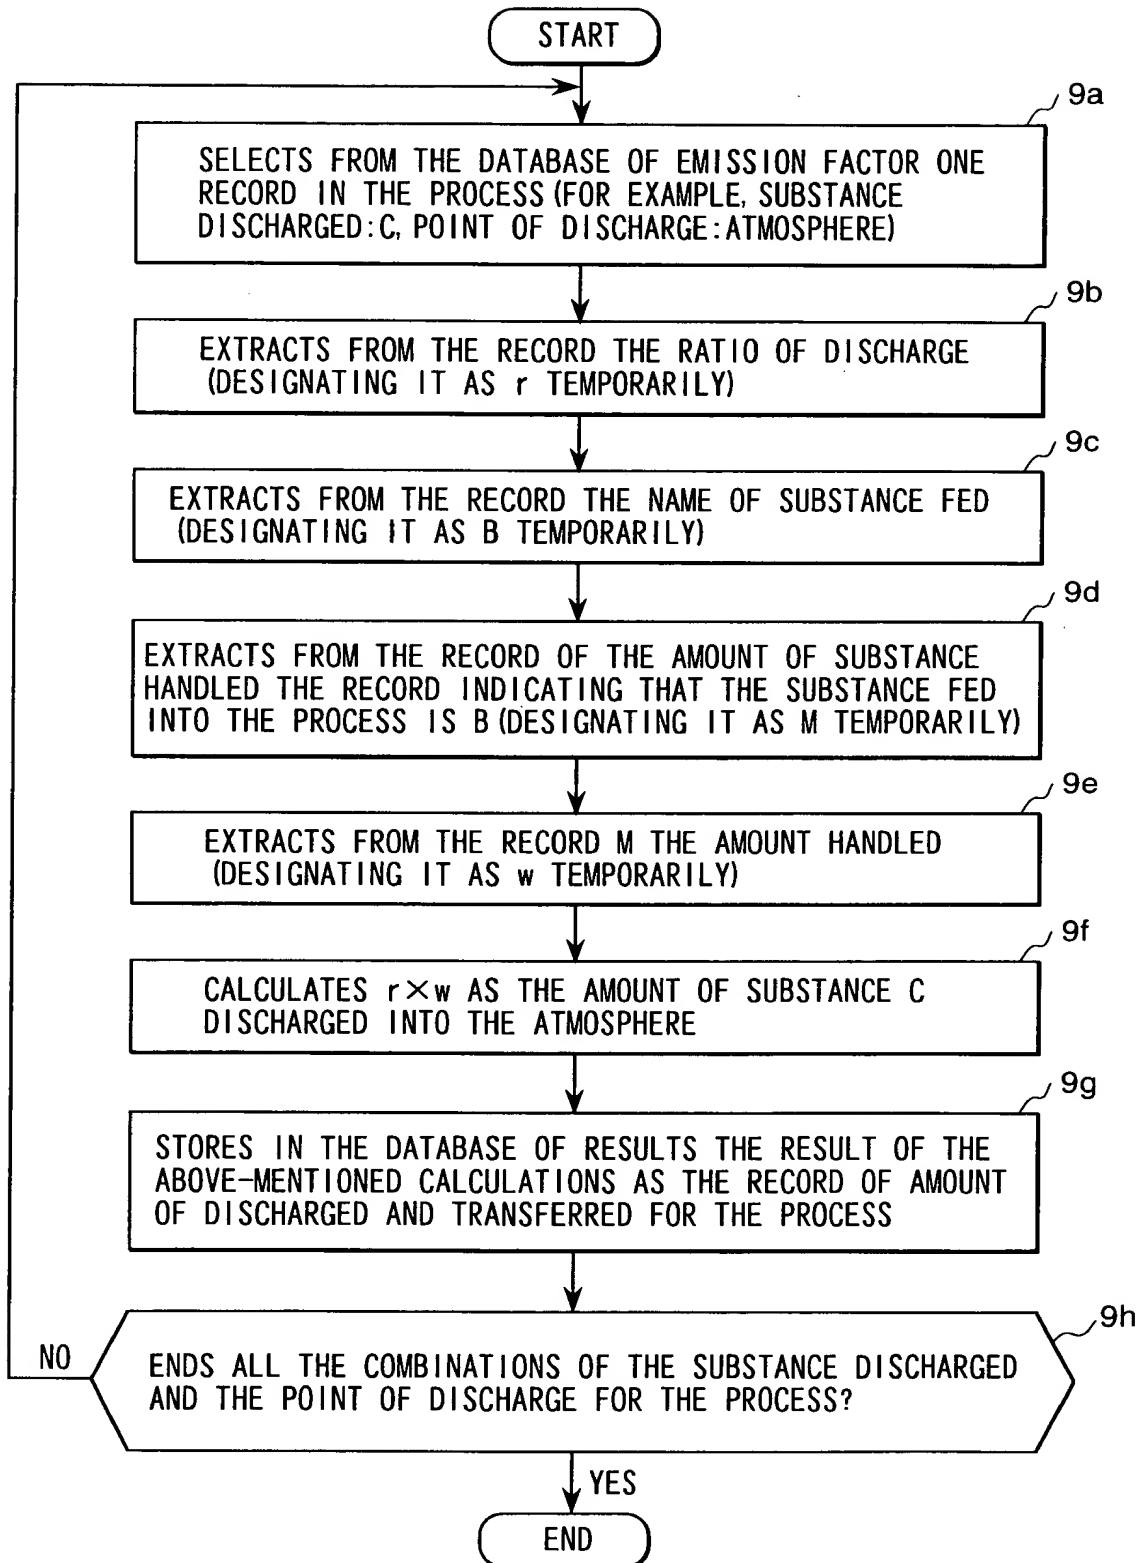 START
9a
SELECTS FROM THE DATABASE OF EMISSION FACTOR ONE
RECORD IN THE PROCESS (FOR EXAMPLE, SUBSTANCE
DISCHARGED:C, POINT OF DISCHARGE:ATMOSPHERE)
9b
EXTRACTS FROM THE RECORD THE RATIO OF DISCHARGE
(DESIGNATING IT AS r TEMPORARILY)
9c
EXTRACTS FROM THE RECORD THE NAME OF SUBSTANCE FED
(DESIGNATING IT AS B TEMPORARILY)
9d
EXTRACTS FROM THE RECORD OF THE AMOUNT OF SUBSTANCE
HANDLED THE RECORD INDICATING THAT THE SUBSTANCE FED
INTO THE PROCESS IS B (DESIGNATING IT AS M TEMPORARILY)
9e
EXTRACTS FROM THE RECORD M THE AMOUNT HANDLED
(DESIGNATING IT AS w TEMPORARILY)
9f
CALCULATES r×w AS THE AMOUNT OF SUBSTANCE C
DISCHARGED INTO THE ATMOSPHERE
9g
STORES IN THE DATABASE OF RESULTS THE RESULT OF THE
ABOVE-MENTIONED CALCULATIONS AS THE RECORD OF AMOUNT
OF DISCHARGED AND TRANSFERRED FOR THE PROCESS
9h
NO
ENDS ALL THE COMBINATIONS OF THE SUBSTANCE DISCHARGED
AND THE POINT OF DISCHARGE FOR THE PROCESS?
YES
END